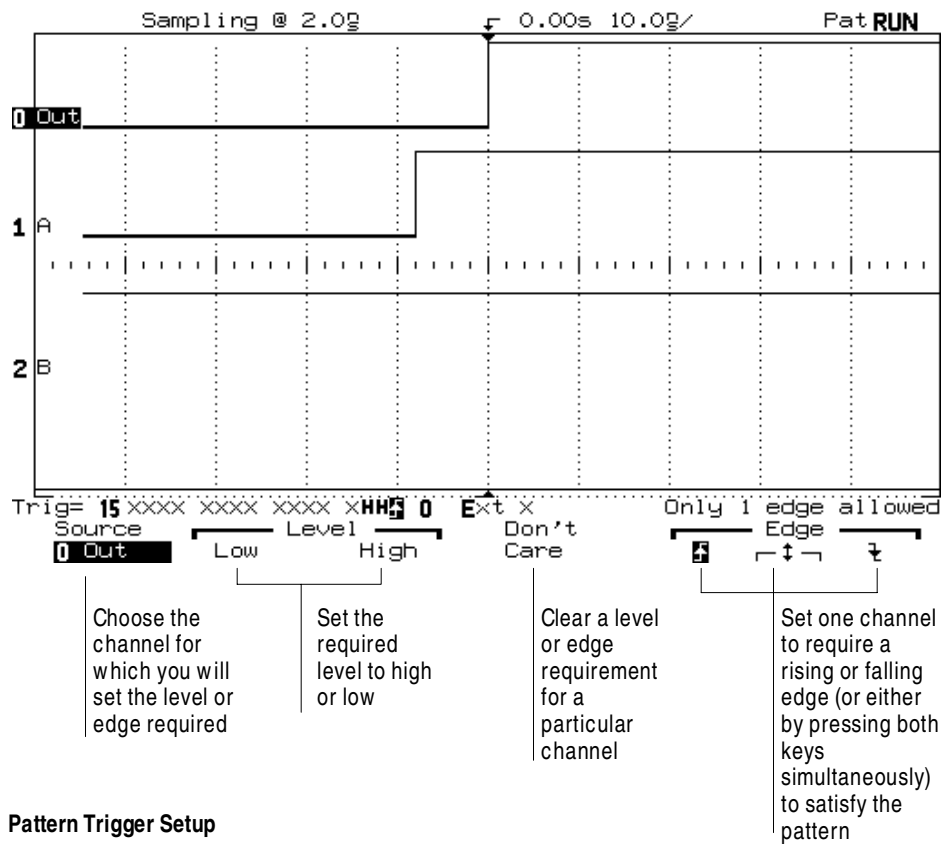 Sampling @ 2.0ns 0.00s 10.0ns/ Pat RUN
0 Out
1 A
2 B
Trig= 15 xxxx xxxx xxxx xHH↑ 0 Ext x Only 1 edge allowed
Source Level Don't Edge
0 Out Low High Care ↑ ↕ ↓
Choose the
channel for
which you will
set the level or
edge required
Set the
required
level to high
or low
Clear a level
or edge
requirement
for a
particular
channel
Set one channel
to require a
rising or falling
edge (or either
by pressing both
keys
simultaneously)
to satisfy the
pattern
Pattern Trigger Setup